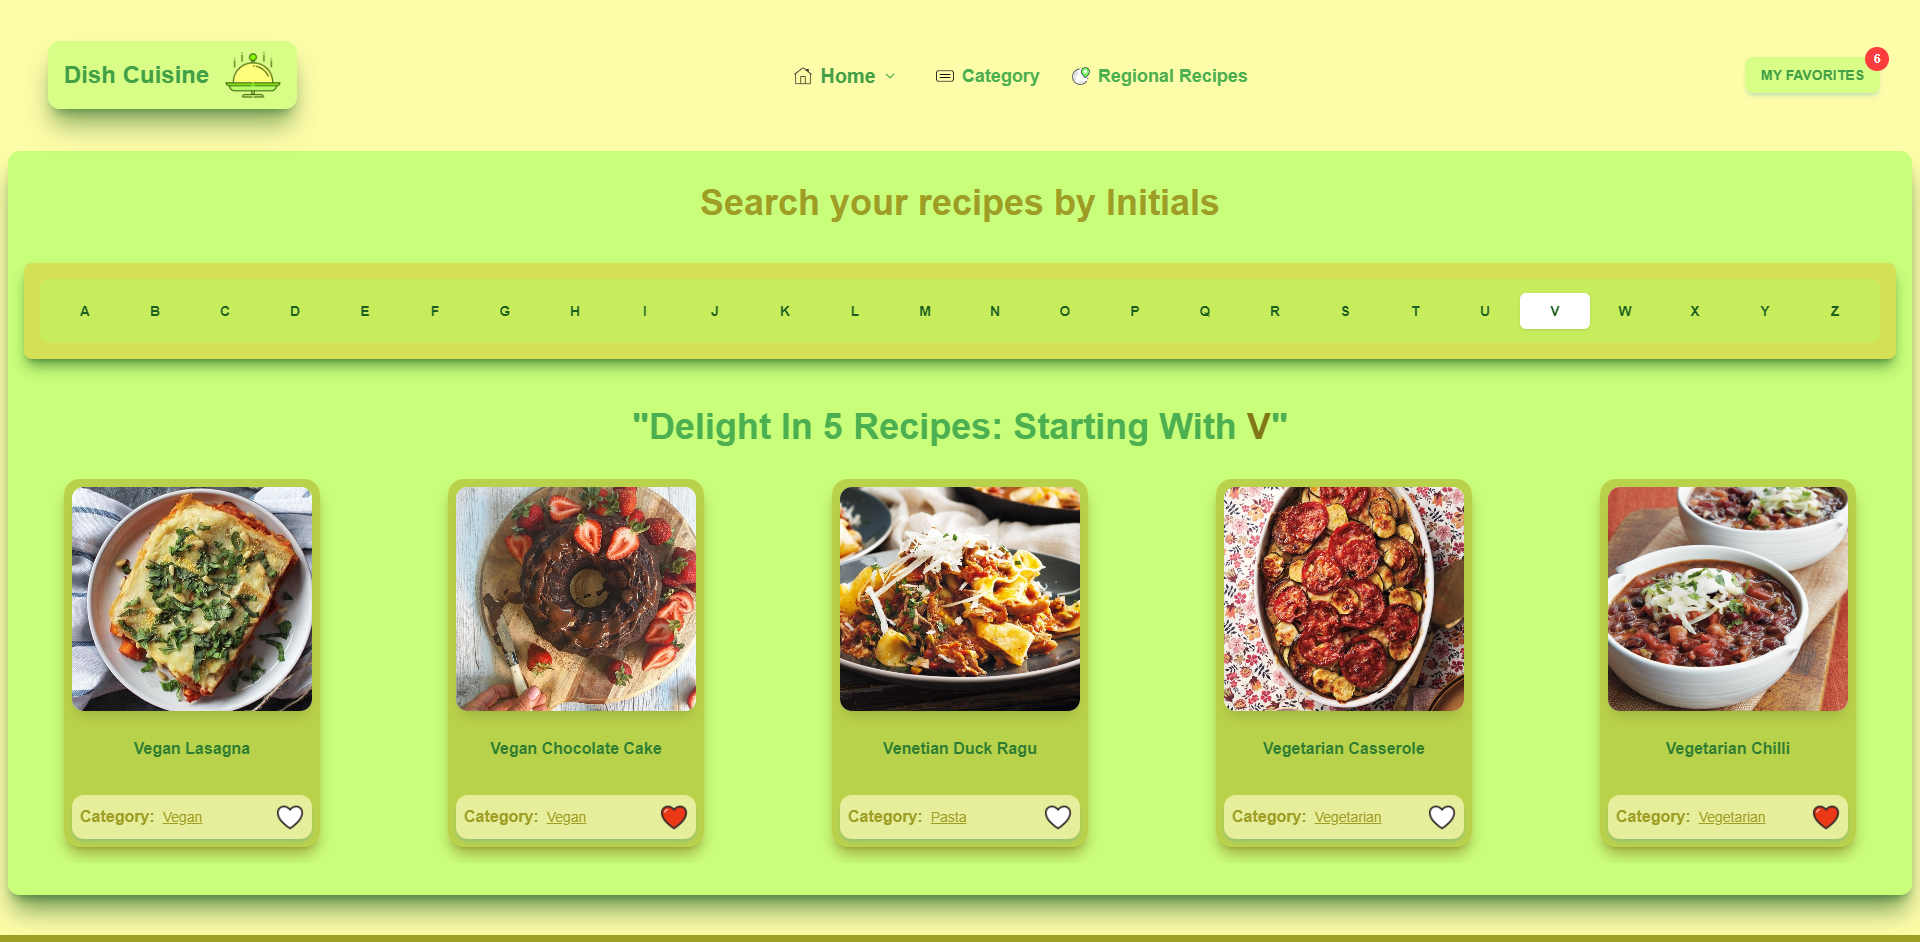 Dish Cuisine
Home
Category
Regional Recipes
MY FAVORITES
6
Search your recipes by Initials
A B C D E F G H I J K L M N O P Q R S T U V W X Y Z
"Delight In 5 Recipes: Starting With V"
Vegan Lasagna
Category: Vegan
Vegan Chocolate Cake
Category: Vegan
Venetian Duck Ragu
Category: Pasta
Vegetarian Casserole
Category: Vegetarian
Vegetarian Chilli
Category: Vegetarian